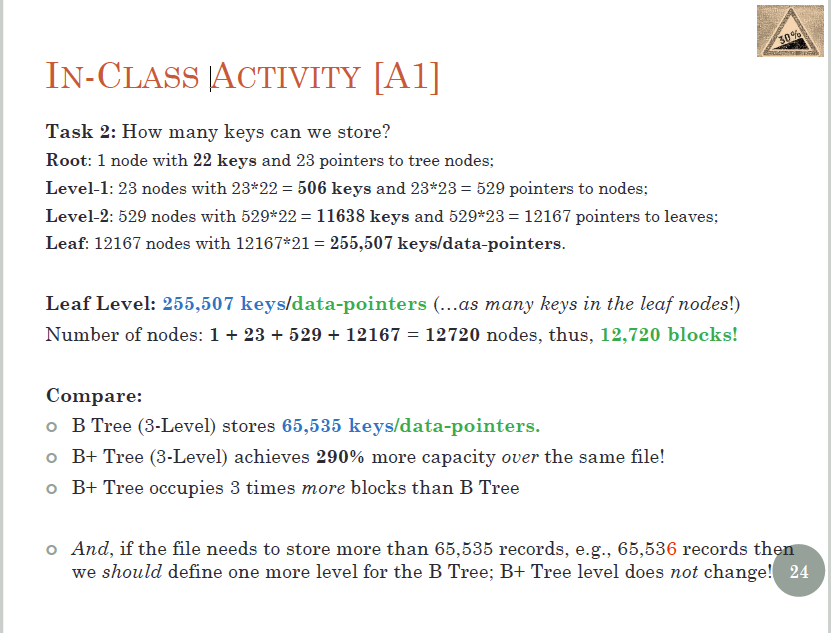 30%
IN-CLASS ACTIVITY [A1]
Task 2: How many keys can we store?
Root: 1 node with 22 keys and 23 pointers to tree nodes;
Level-1: 23 nodes with 23*22 = 506 keys and 23*23 = 529 pointers to nodes;
Level-2: 529 nodes with 529*22 = 11638 keys and 529*23 = 12167 pointers to leaves;
Leaf: 12167 nodes with 12167*21 = 255,507 keys/data-pointers.
Leaf Level: 255,507 keys/data-pointers (…as many keys in the leaf nodes!)
Number of nodes: 1 + 23 + 529 + 12167 = 12720 nodes, thus, 12,720 blocks!
Compare:
o B Tree (3-Level) stores 65,535 keys/data-pointers.
o B+ Tree (3-Level) achieves 290% more capacity over the same file!
o B+ Tree occupies 3 times more blocks than B Tree
o And, if the file needs to store more than 65,535 records, e.g., 65,536 records then
we should define one more level for the B Tree; B+ Tree level does not change!
24